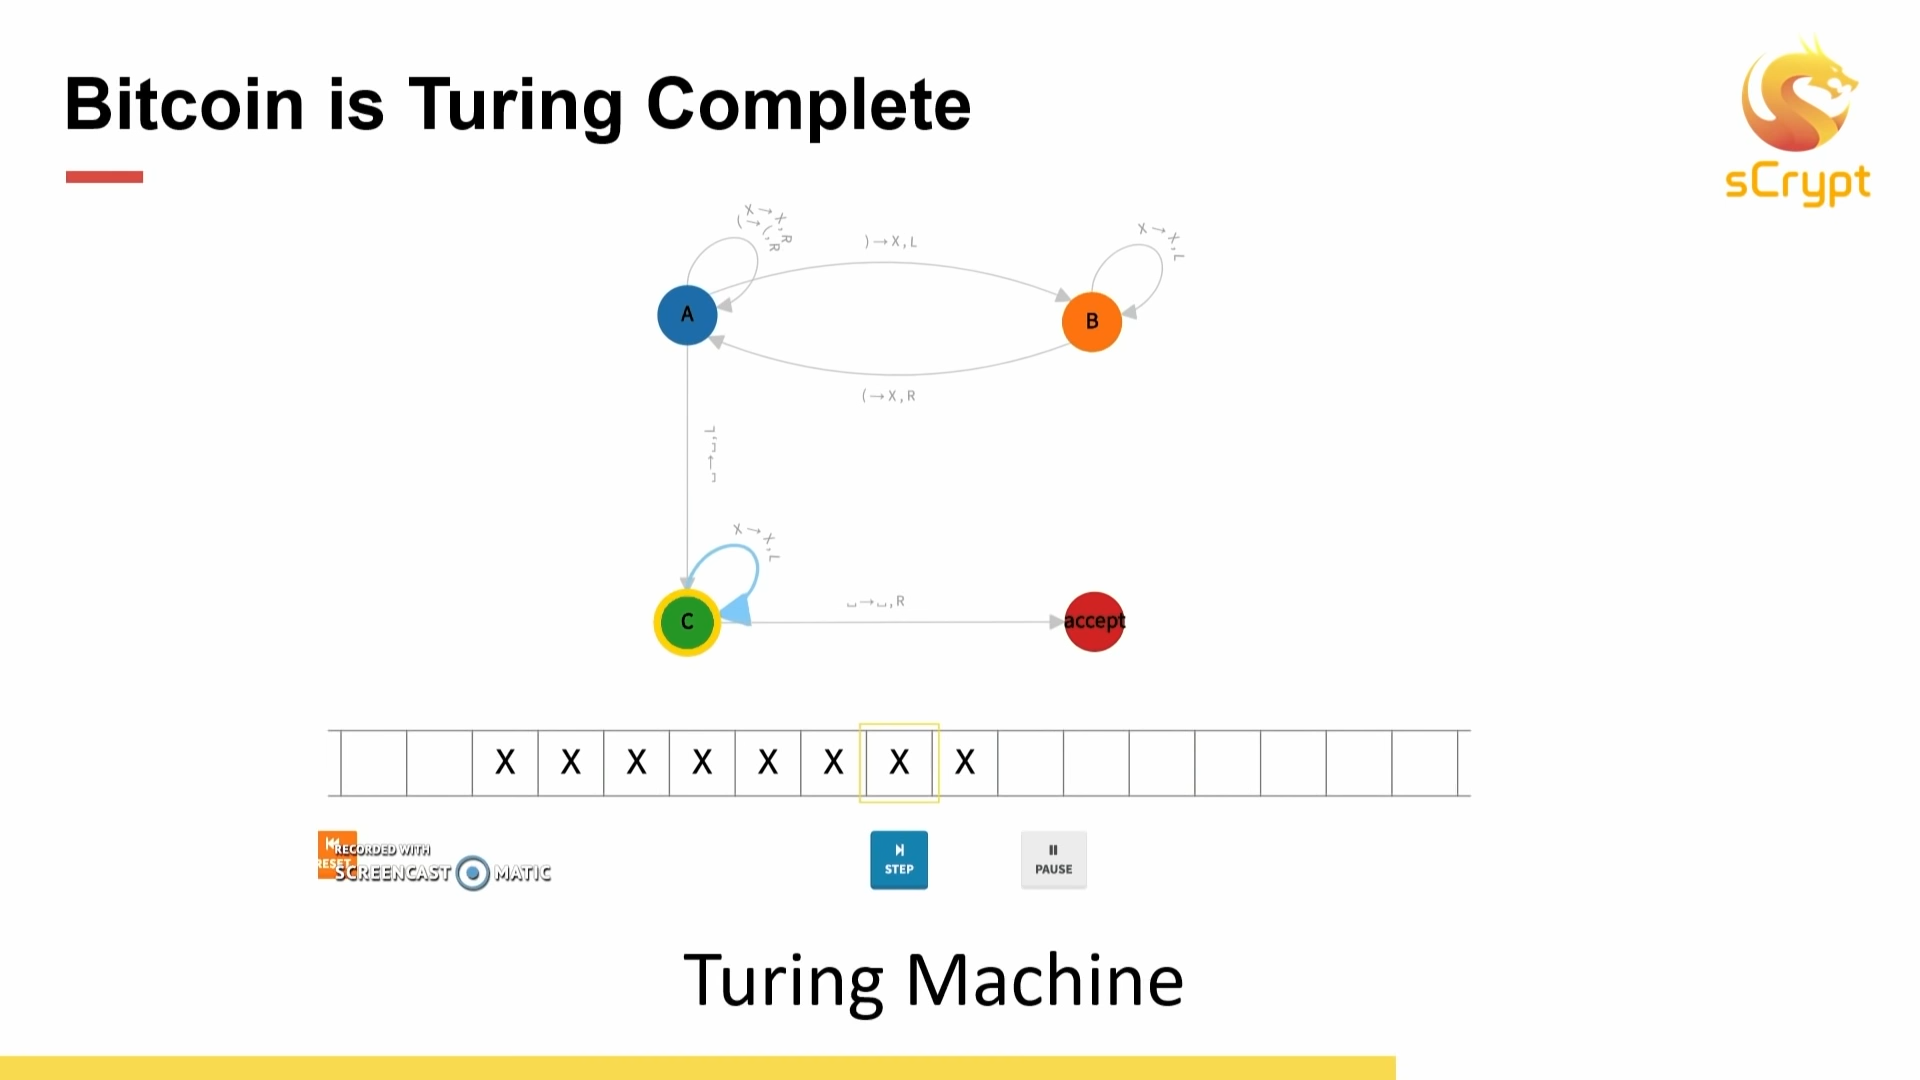 Bitcoin is Turing Complete
sCrypt
X→X,R
(→(,R
)→X,L
X→X,L
A
B
(→X,R
␣→␣,L
X→X,L
C
␣→␣,R
accept
X X X X X X X X
RESET
RECORDED WITH
SCREENCAST MATIC
STEP
PAUSE
Turing Machine